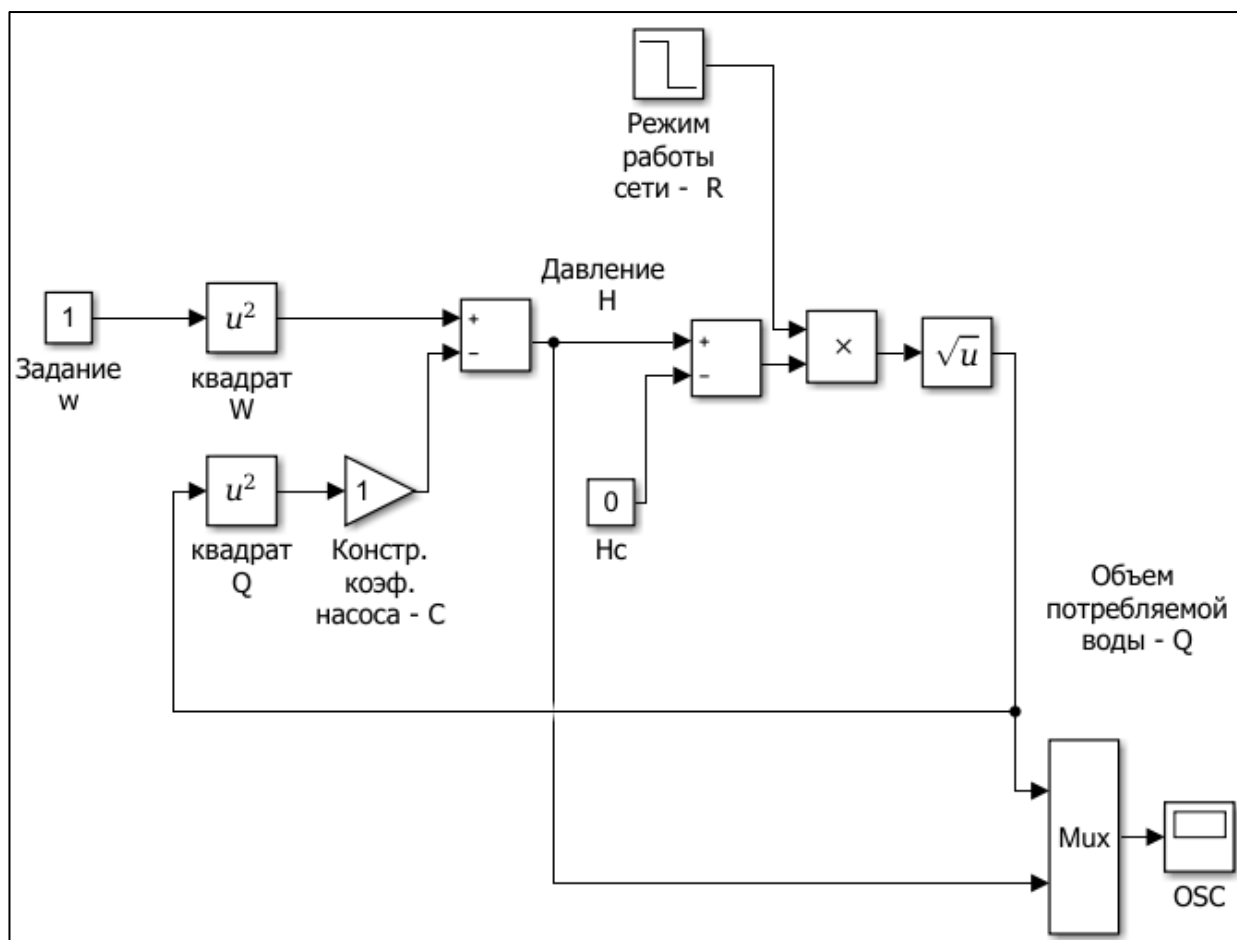 Режим
работы
сети - R
Давление
H
1
Задание
w
u²
квадрат
W
+
−
+
−
×
√u
u²
квадрат
Q
1
Констр.
коэф.
насоса - C
0
Hc
Объем
потребляемой
воды - Q
Mux
OSC